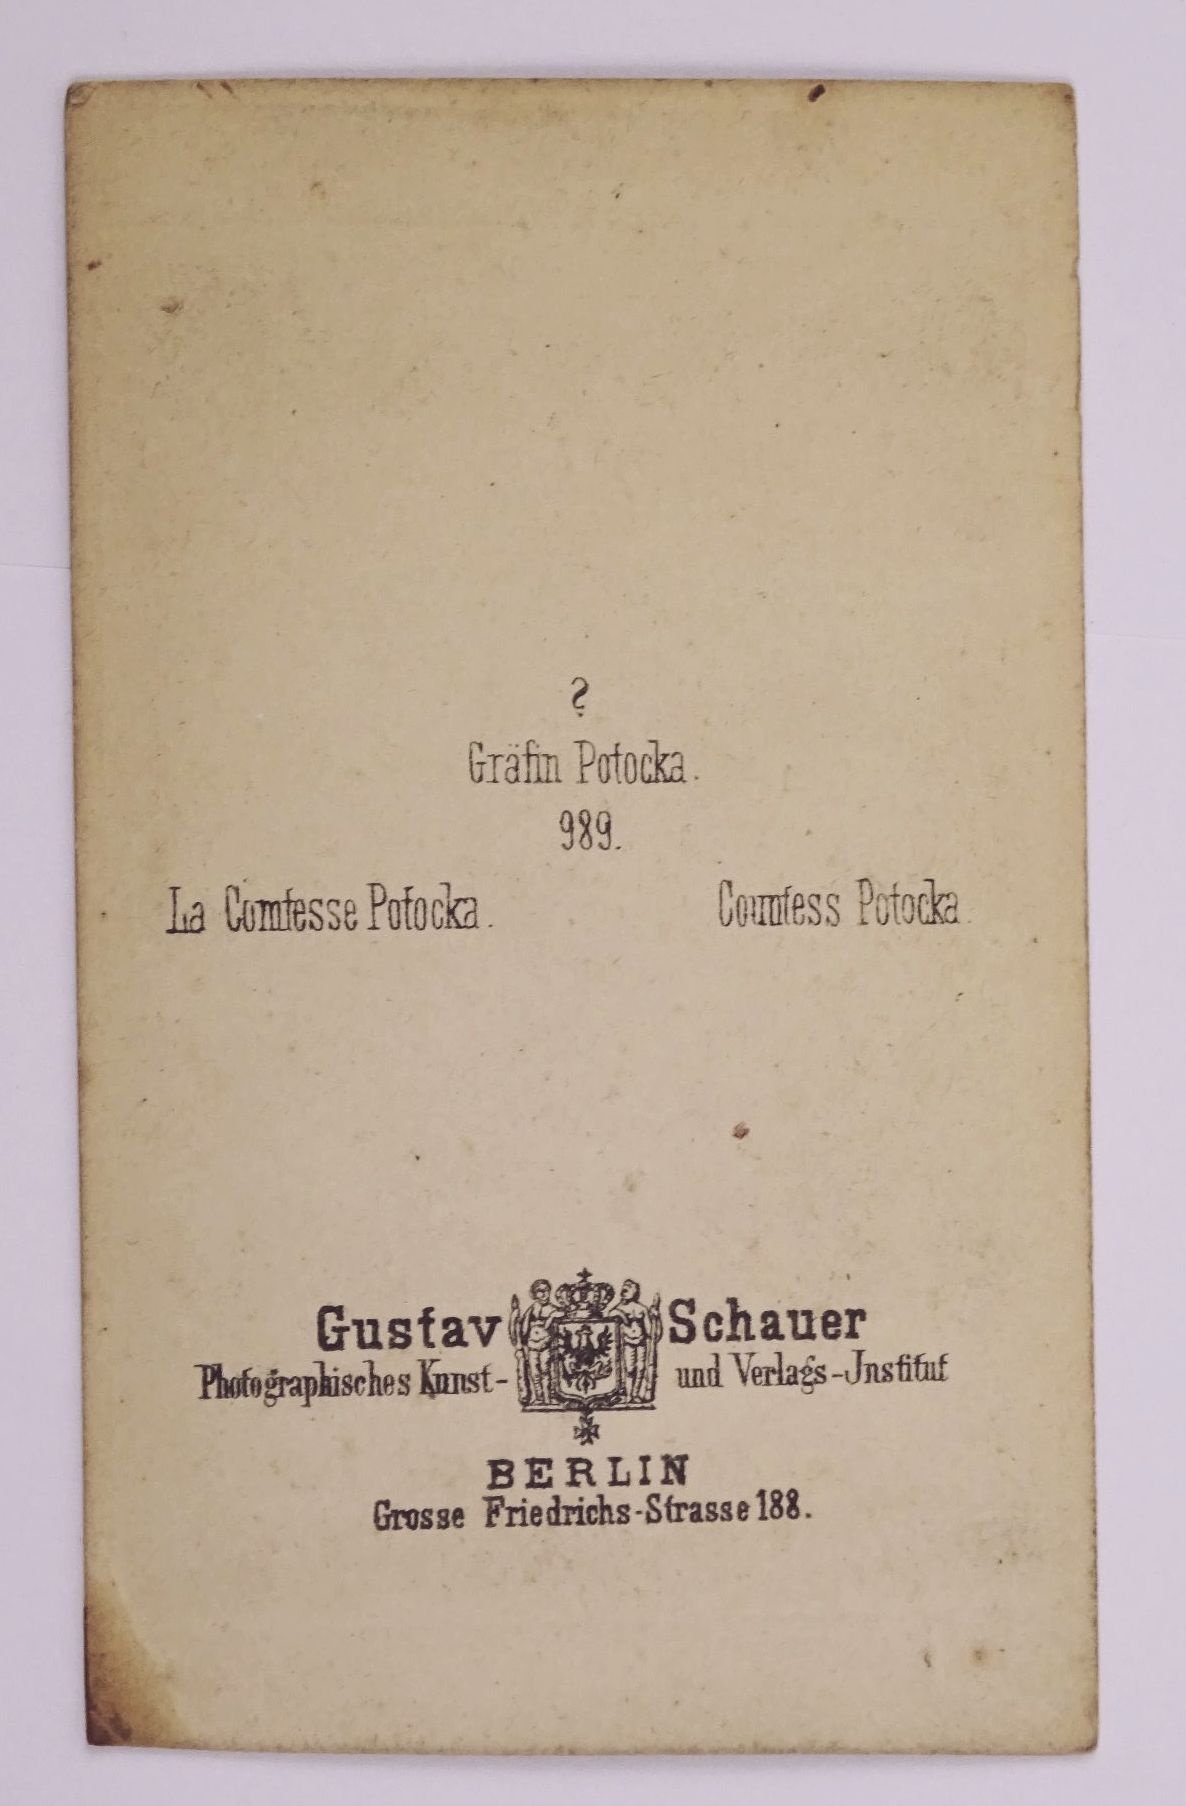 ?
Gräfin Potocka.
989.
La Comtesse Potocka.
Countess Potocka.
Gustav Schauer
Photographisches Kunst- und Verlags-Jnstitut
BERLIN
Grosse Friedrichs-Strasse 188.